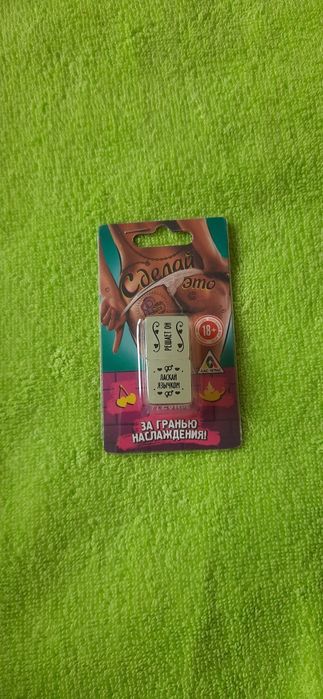 Сделай
это
18+
РЕШАЕТ ОН
ЛАСКАЙ
ЯЗЫЧКОМ
ЗА ГРАНЬЮ
НАСЛАЖДЕНИЯ!